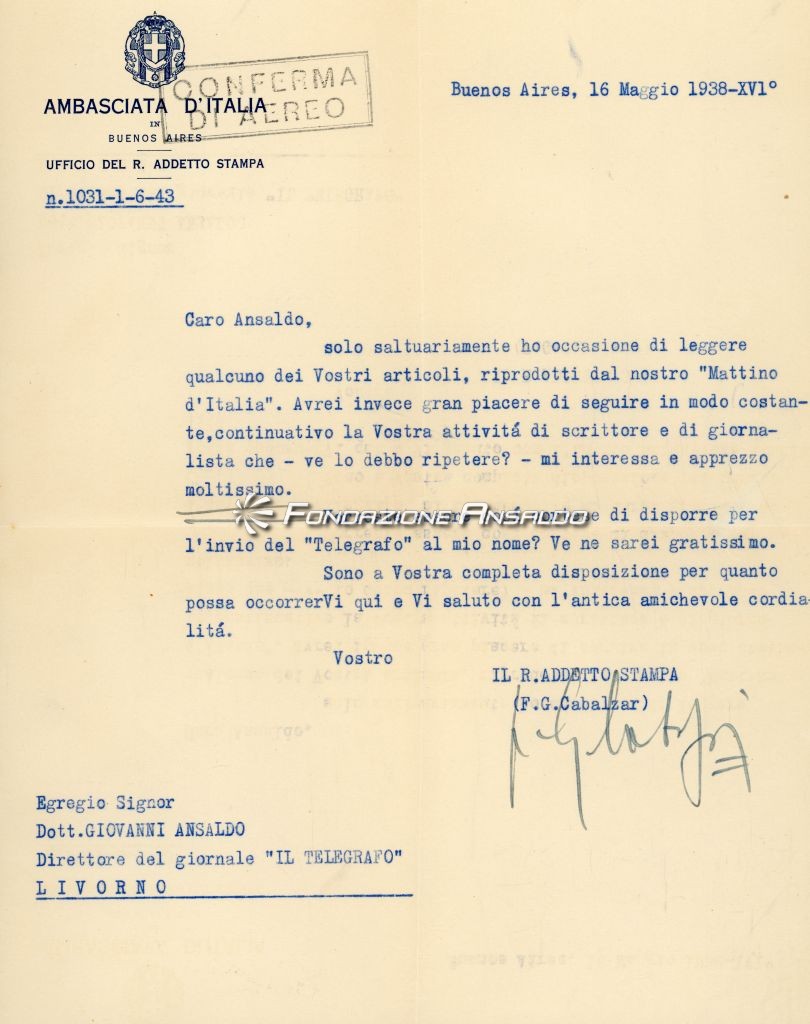 CONFERMA
DI AEREO
AMBASCIATA D'ITALIA
IN
BUENOS AIRES
UFFICIO DEL R. ADDETTO STAMPA
n.1031-1-6-43
Buenos Aires, 16 Maggio 1938-XVI°
Caro Ansaldo,
solo saltuariamente ho occasione di leggere
qualcuno dei Vostri articoli, riprodotti dal nostro "Mattino
d'Italia". Avrei invece gran piacere di seguire in modo costan-
te,continuativo la Vostra attivitá di scrittore e di giorna-
lista che - ve lo debbo ripetere? - mi interessa e apprezzo
moltissimo.
FONDAZIONE ANSALDO
di disporre per
l'invio del "Telegrafo" al mio nome? Ve ne sarei gratissimo.
Sono a Vostra completa disposizione per quanto
possa occorrerVi qui e Vi saluto con l'antica amichevole cordia-
litá.
Vostro
IL R.ADDETTO STAMPA
(F.G.Cabalzar)
Egregio Signor
Dott.GIOVANNI ANSALDO
Direttore del giornale "IL TELEGRAFO"
LIVORNO